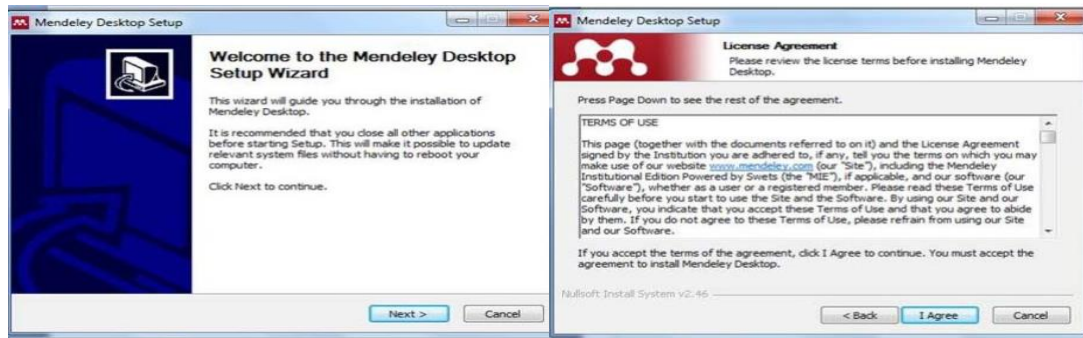 Mendeley Desktop Setup
Welcome to the Mendeley Desktop
Setup Wizard
This wizard will guide you through the installation of
Mendeley Desktop.
It is recommended that you close all other applications
before starting Setup. This will make it possible to update
relevant system files without having to reboot your
computer.
Click Next to continue.
Next >
Cancel
Mendeley Desktop Setup
License Agreement
Please review the license terms before installing Mendeley
Desktop.
Press Page Down to see the rest of the agreement.
TERMS OF USE
This page (together with the documents referred to on it) and the License Agreement
signed by the Institution you are adhered to, if any, tell you the terms on which you may
make use of our website www.mendeley.com (our "Site"), including the Mendeley
Institutional Edition Powered by Swets (the "MIE"), if applicable, and our software (our
"Software"), whether as a user or a registered member. Please read these Terms of Use
carefully before you start to use the Site and the Software. By using our Site and our
Software, you indicate that you accept these Terms of Use and that you agree to abide
by them. If you do not agree to these Terms of Use, please refrain from using our Site
and our Software.
If you accept the terms of the agreement, click I Agree to continue. You must accept the
agreement to install Mendeley Desktop.
Nullsoft Install System v2.46
< Back
I Agree
Cancel